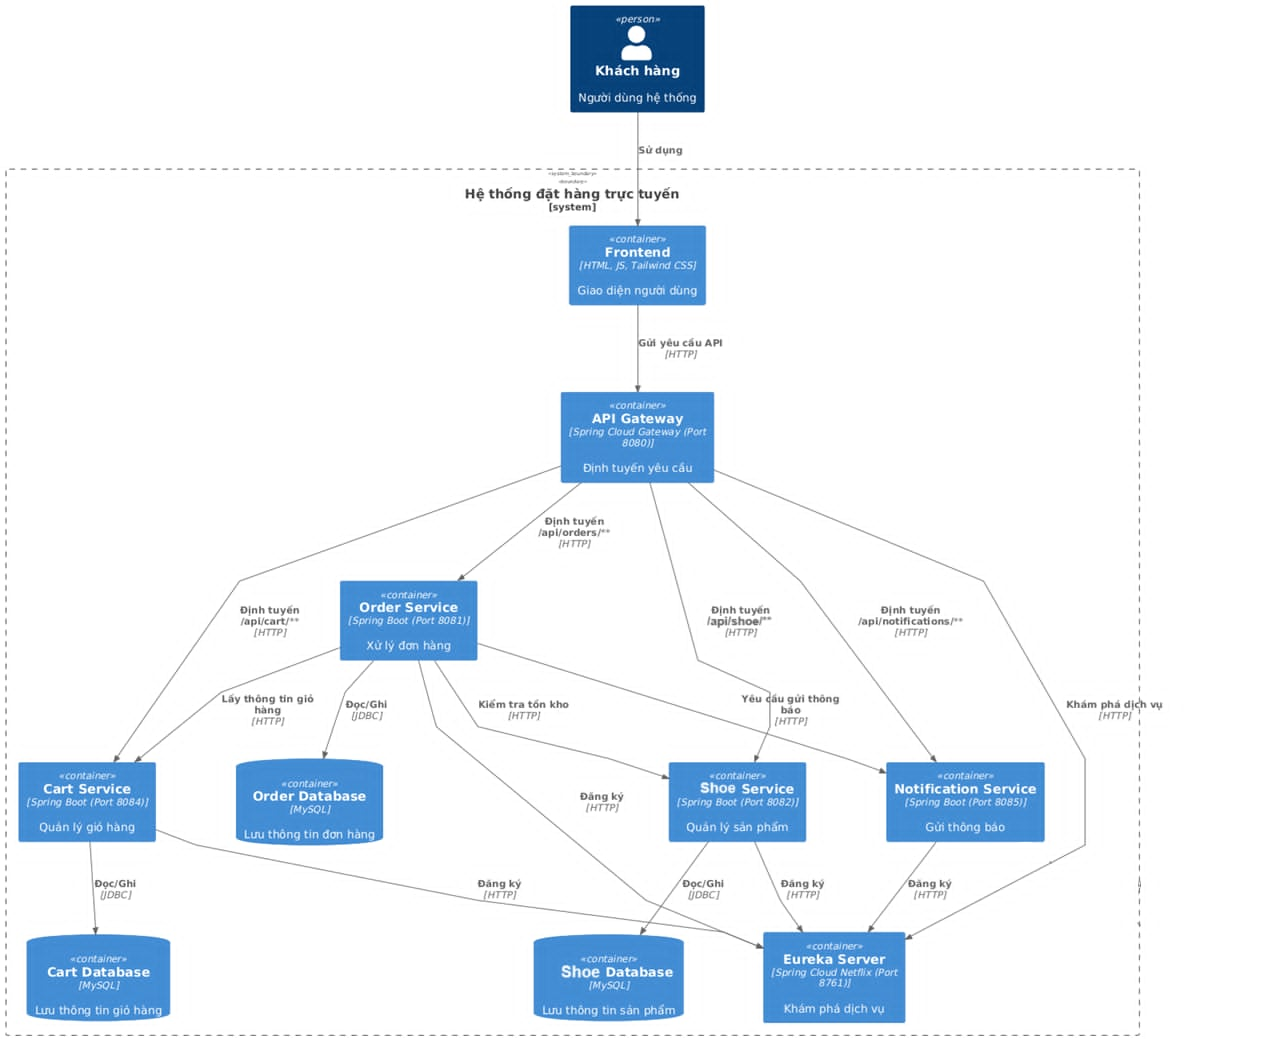 «person»
Khách hàng
Người dùng hệ thống
Sử dụng
«system_boundary»
«boundary»
Hệ thống đặt hàng trực tuyến
[system]
«container»
Frontend
[HTML, JS, Tailwind CSS]
Giao diện người dùng
Gửi yêu cầu API
[HTTP]
«container»
API Gateway
[Spring Cloud Gateway (Port
8080)]
Định tuyến yêu cầu
Định tuyến
/api/orders/**
[HTTP]
«container»
Order Service
[Spring Boot (Port 8081)]
Xử lý đơn hàng
Định tuyến
/api/cart/**
[HTTP]
Định tuyến
/api/shoe/**
[HTTP]
Định tuyến
/api/notifications/**
[HTTP]
Lấy thông tin giỏ
hàng
[HTTP]
Đọc/Ghi
[JDBC]
Kiểm tra tồn kho
[HTTP]
Yêu cầu gửi thông
báo
[HTTP]
Khám phá dịch vụ
[HTTP]
«container»
Cart Service
[Spring Boot (Port 8084)]
Quản lý giỏ hàng
«container»
Order Database
[MySQL]
Lưu thông tin đơn hàng
Đăng ký
[HTTP]
«container»
Shoe Service
[Spring Boot (Port 8082)]
Quản lý sản phẩm
«container»
Notification Service
[Spring Boot (Port 8085)]
Gửi thông báo
Đọc/Ghi
[JDBC]
Đăng ký
[HTTP]
Đọc/Ghi
[JDBC]
Đăng ký
[HTTP]
Đăng ký
[HTTP]
«container»
Cart Database
[MySQL]
Lưu thông tin giỏ hàng
«container»
Shoe Database
[MySQL]
Lưu thông tin sản phẩm
«container»
Eureka Server
[Spring Cloud Netflix (Port
8761)]
Khám phá dịch vụ